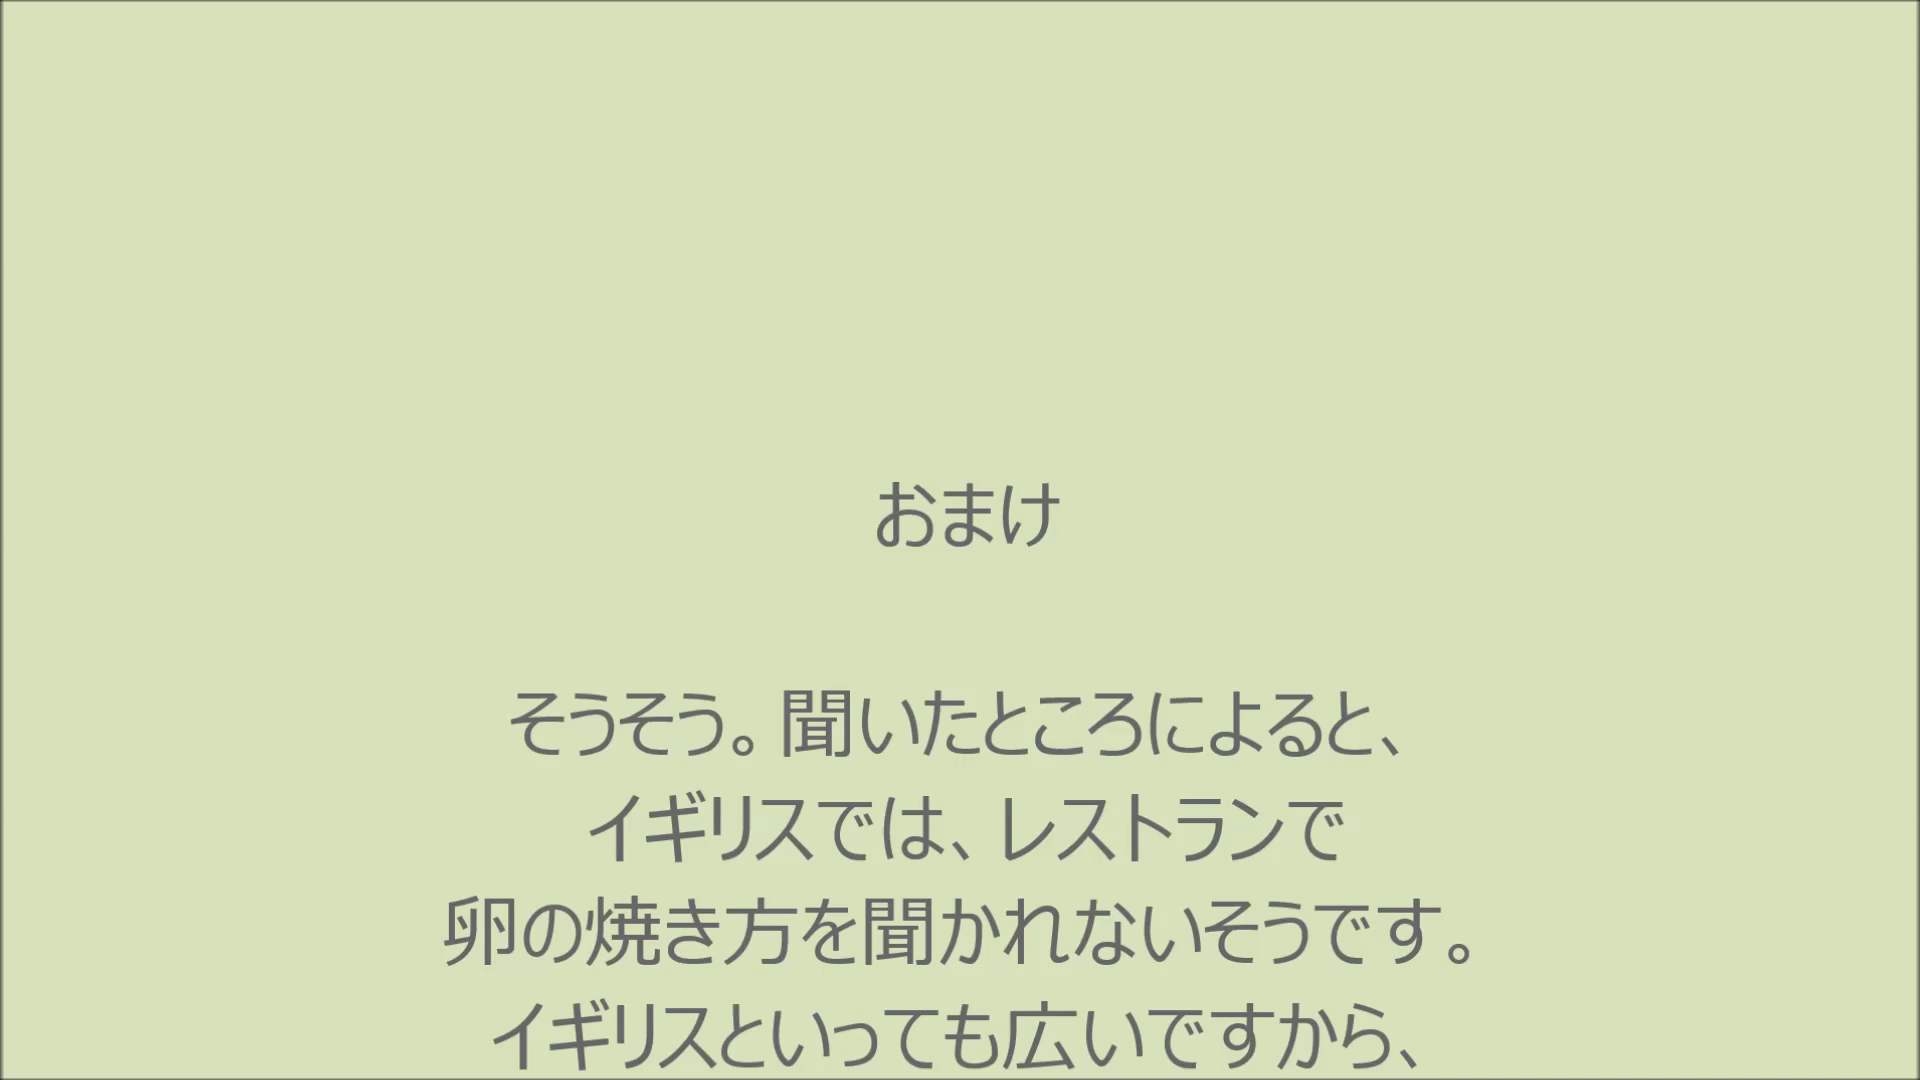 おまけ
そうそう。聞いたところによると、
イギリスでは、レストランで
卵の焼き方を聞かれないそうです。
イギリスといっても広いですから、